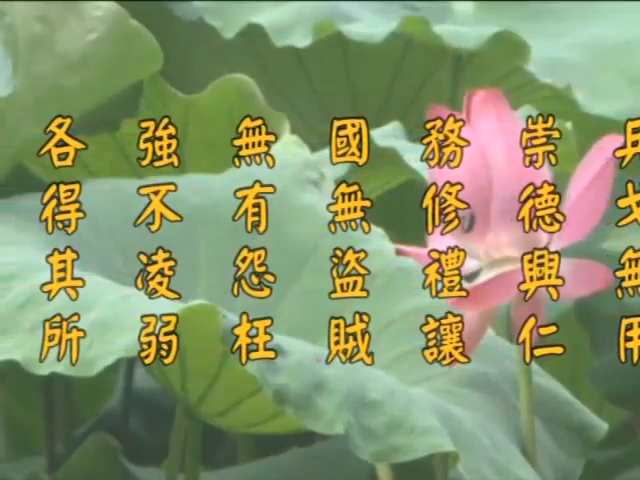 兵戈無用
崇德興仁
務修禮讓
國無盜賊
無有怨枉
強不凌弱
各得其所